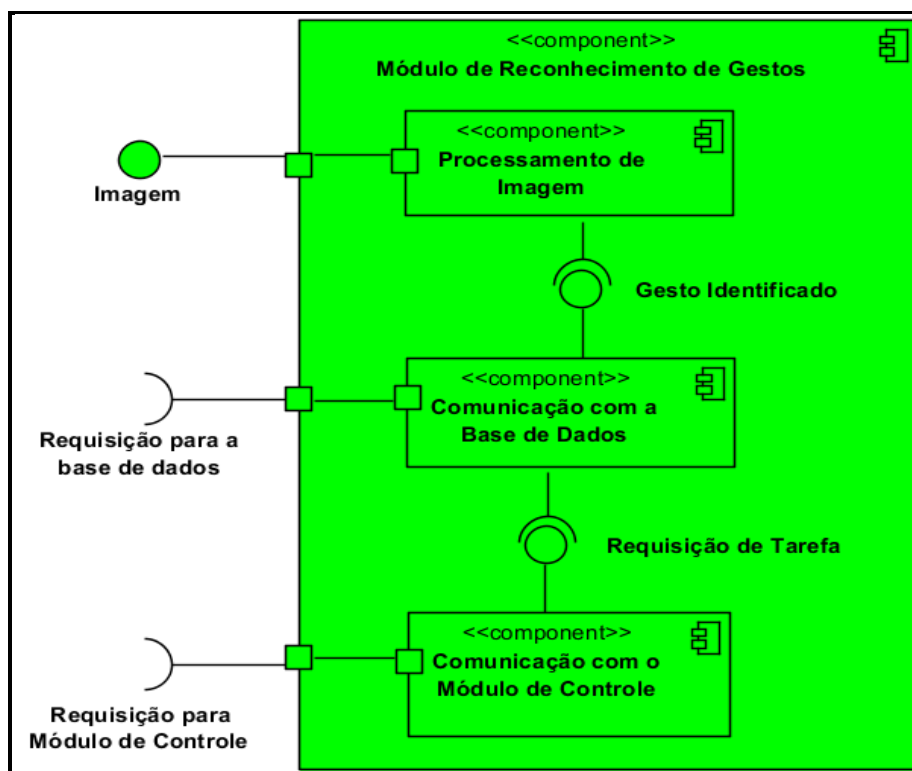 <<component>>
Módulo de Reconhecimento de Gestos
<<component>>
Processamento de
Imagem
Imagem
Gesto Identificado
<<component>>
Comunicação com a
Base de Dados
Requisição para a
base de dados
Requisição de Tarefa
<<component>>
Comunicação com o
Módulo de Controle
Requisição para
Módulo de Controle